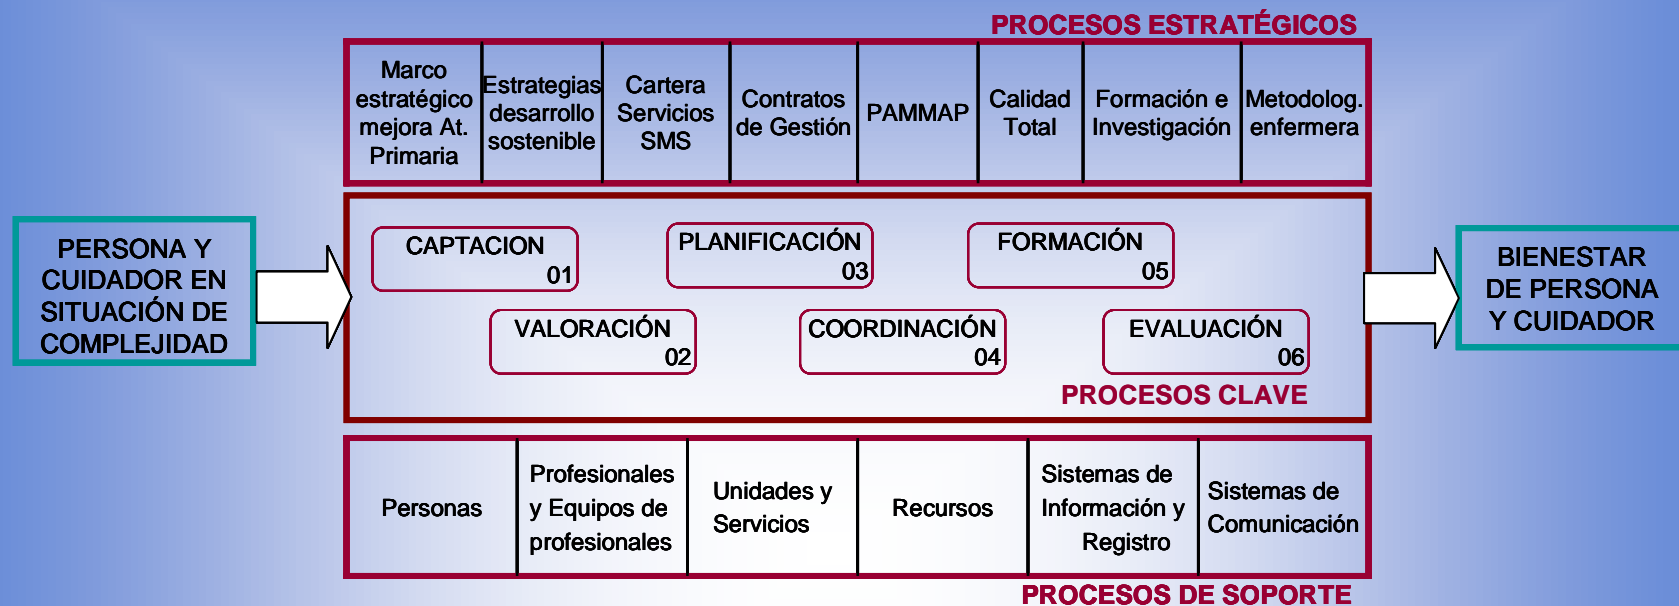 PROCESOS ESTRATÉGICOS
Marco
estratégico
mejora At.
Primaria
Estrategias
desarrollo
sostenible
Cartera
Servicios
SMS
Contratos
de Gestión
PAMMAP
Calidad
Total
Formación e
Investigación
Metodolog.
enfermera
PERSONA Y
CUIDADOR EN
SITUACIÓN DE
COMPLEJIDAD
CAPTACION
01
VALORACIÓN
02
PLANIFICACIÓN
03
COORDINACIÓN
04
FORMACIÓN
05
EVALUACIÓN
06
PROCESOS CLAVE
BIENESTAR
DE PERSONA
Y CUIDADOR
Personas
Profesionales
y Equipos de
profesionales
Unidades y
Servicios
Recursos
Sistemas de
Información y
Registro
Sistemas de
Comunicación
PROCESOS DE SOPORTE